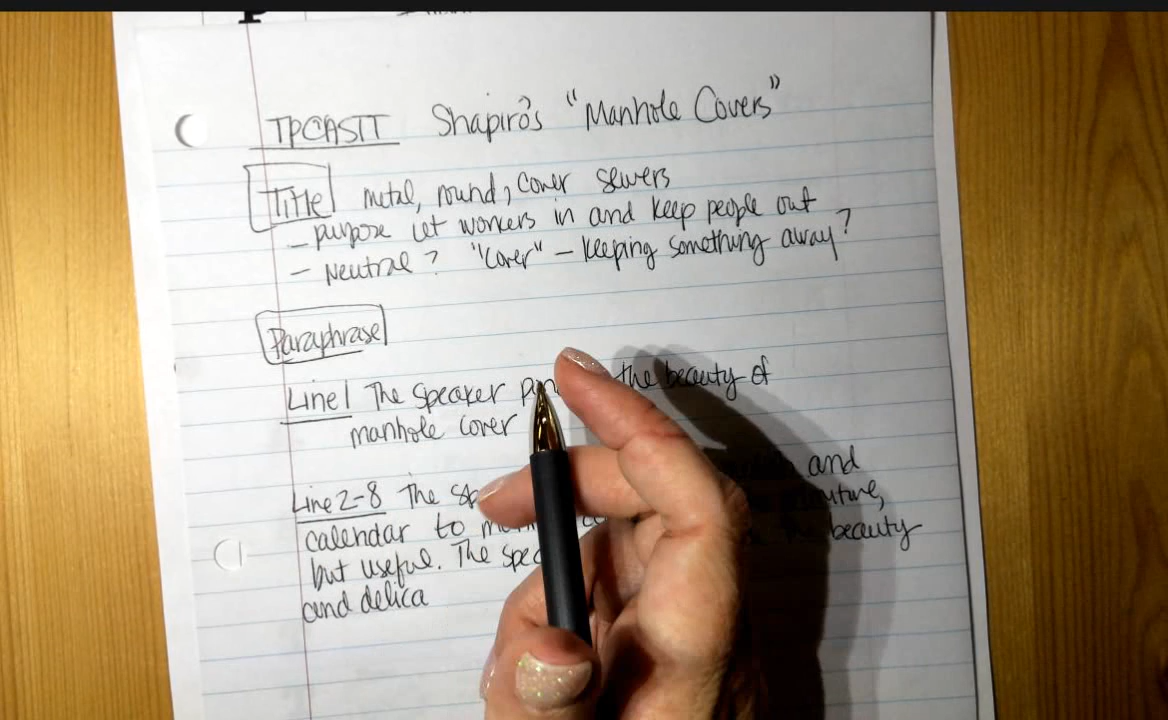 TPCASTT Shapiro's "Manhole Covers"
Title metal, round, cover sewers
- purpose let workers in and keep people out
- Neutral? "cover" - keeping something away?
Paraphrase
Line 1 The speaker the beauty of
manhole cover
Line 2-8 The and
calendar to
but useful. The the beauty
and delica